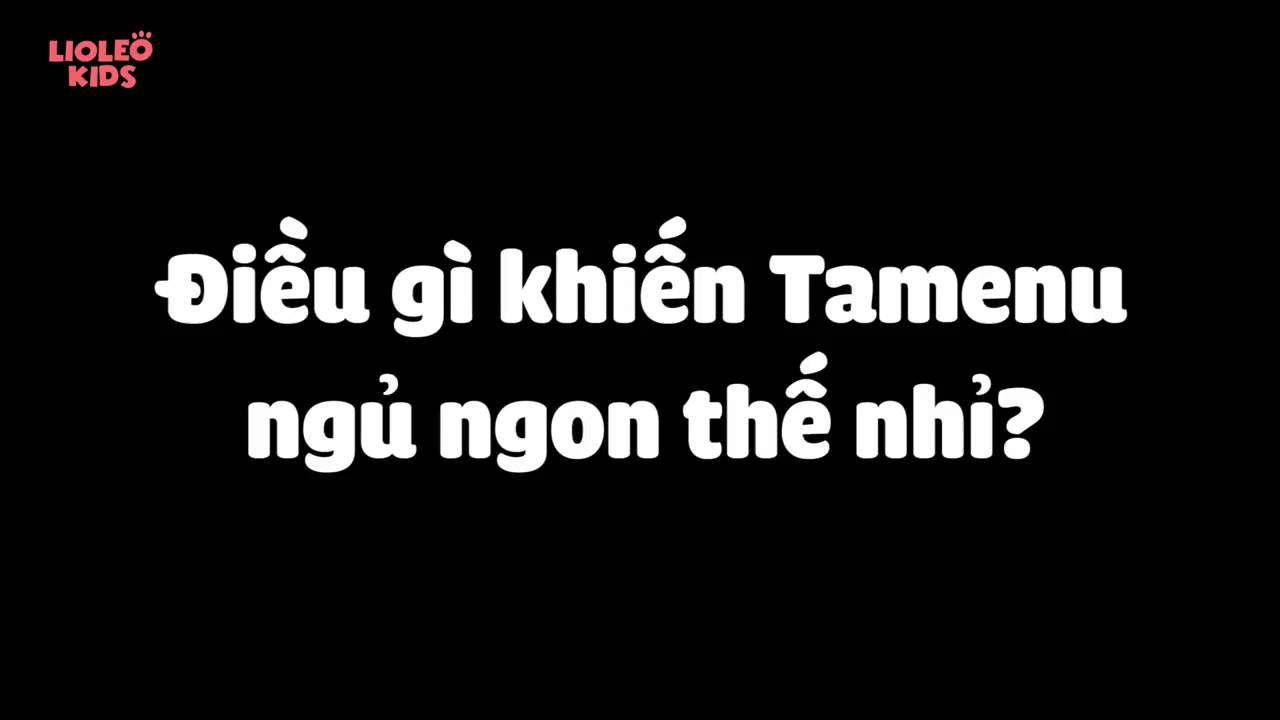 LIOLEO
KIDS
Điều gì khiến Tamenu
ngủ ngon thế nhỉ?